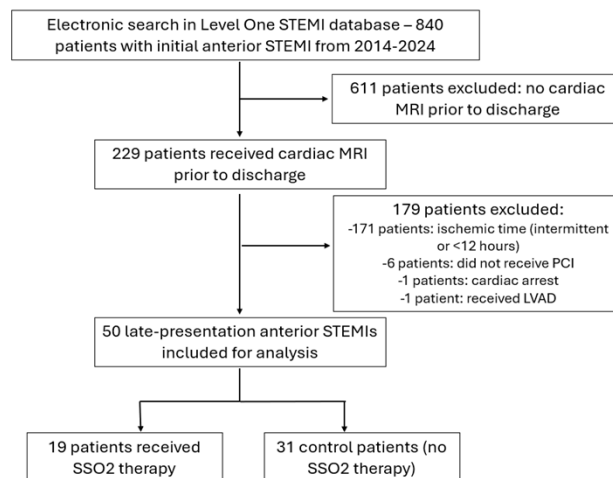 Electronic search in Level One STEMI database – 840
patients with initial anterior STEMI from 2014-2024
611 patients excluded: no cardiac
MRI prior to discharge
229 patients received cardiac MRI
prior to discharge
179 patients excluded:
-171 patients: ischemic time (intermittent
or <12 hours)
-6 patients: did not receive PCI
-1 patients: cardiac arrest
-1 patient: received LVAD
50 late-presentation anterior STEMIs
included for analysis
19 patients received
SSO2 therapy
31 control patients (no
SSO2 therapy)